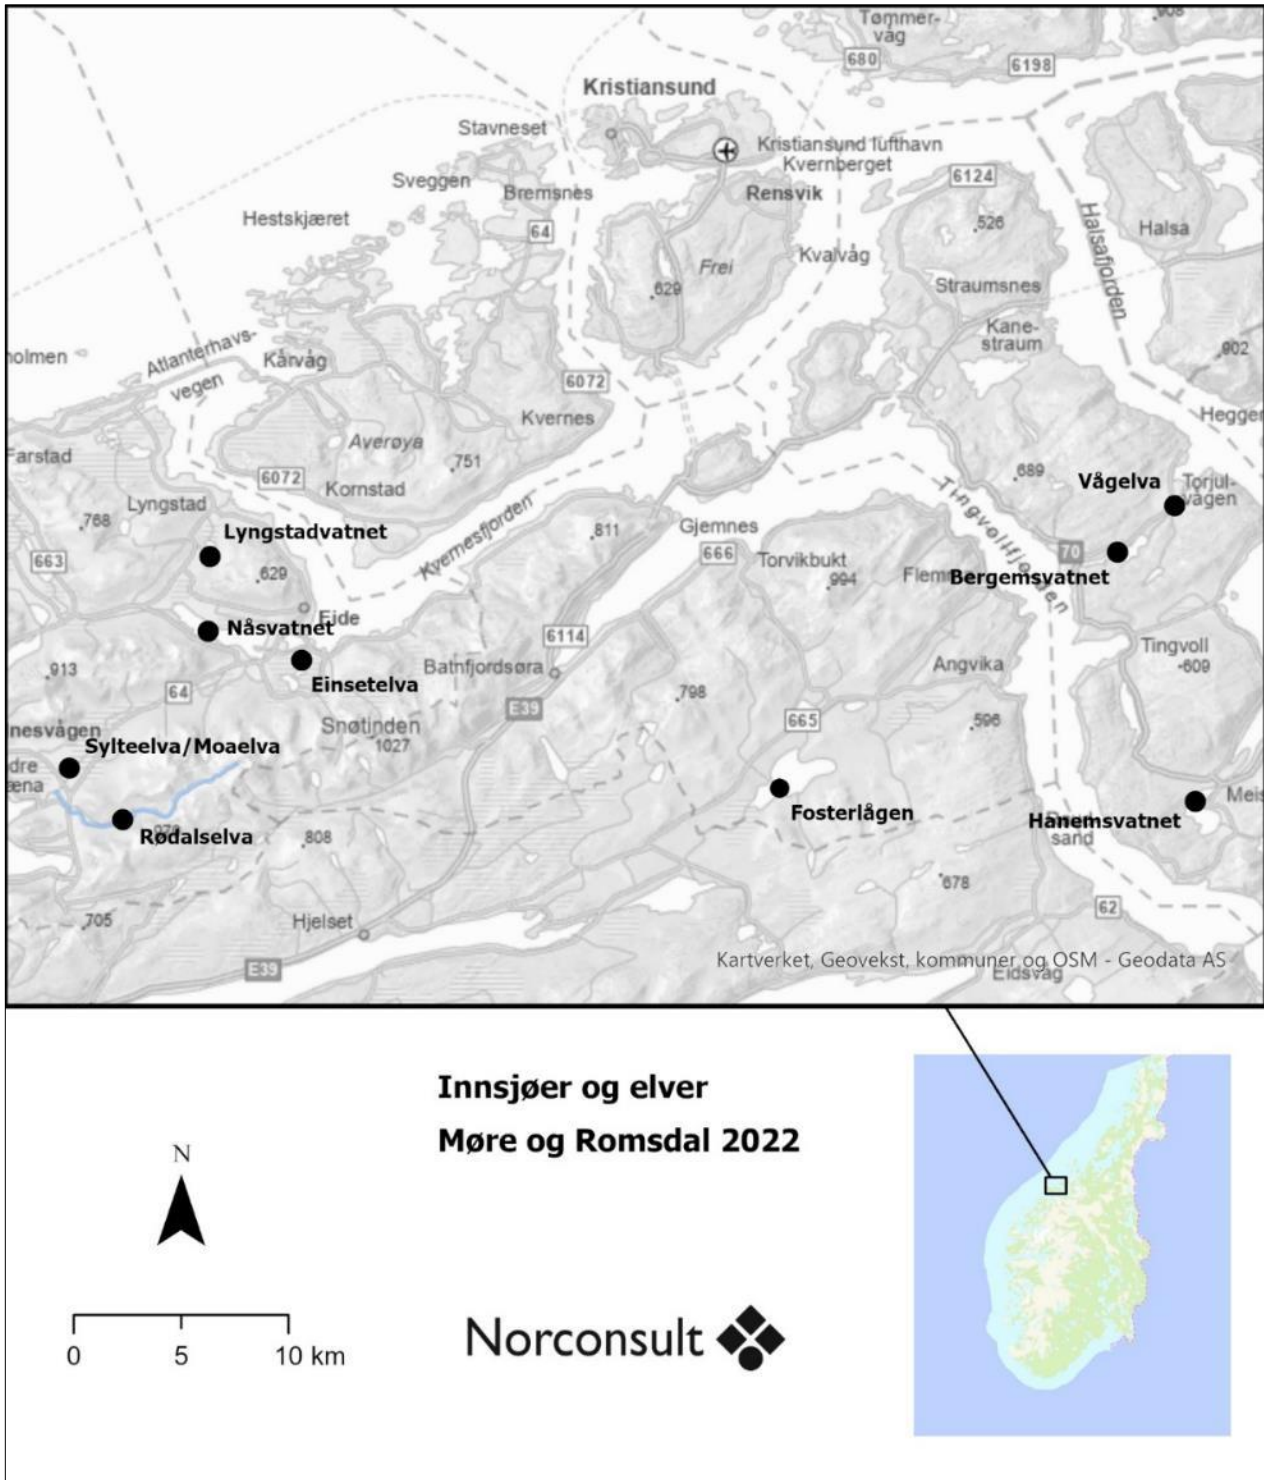 Tømmer-
våg
908
680
6198
Kristiansund
Stavneset
Kristiansund lufthavn
Kvernberget
Sveggen
Bremsnes
Rensvik
6124
Hestskjæret
64
526
Halsa
Halsafjorden
Frei
Kvalvåg
629
Straumsnes
Kane-
straum
holmen
Atlanterhavs-
vegen
Kårvåg
902
6072
Kvernes
Heggen
Averøya
Farstad
751
6072
Kornstad
689
Vågelva
Torjul-
vågen
Lyngstad
768
Tingvollfjorden
Lyngstadvatnet
811
Gjemnes
Kvernesfjorden
663
666
Torvikbukt
70
629
994
Flemma
Bergemsvatnet
Eide
Nåsvatnet
6114
Tingvoll
609
Batnfjordsøra
Angvika
913
Einsetelva
64
798
E39
665
596
Snøtinden
1027
nesvågen
Sylteelva/Moaelva
dre
æna
Fosterlågen
Meis
Hanemsvatnet
sand
Rødalselva
808
678
705
Hjelset
62
E39
Kartverket, Geovekst, kommuner og OSM - Geodata AS
Eidsvåg
Innsjøer og elver
Møre og Romsdal 2022
N
0 5 10 km
Norconsult